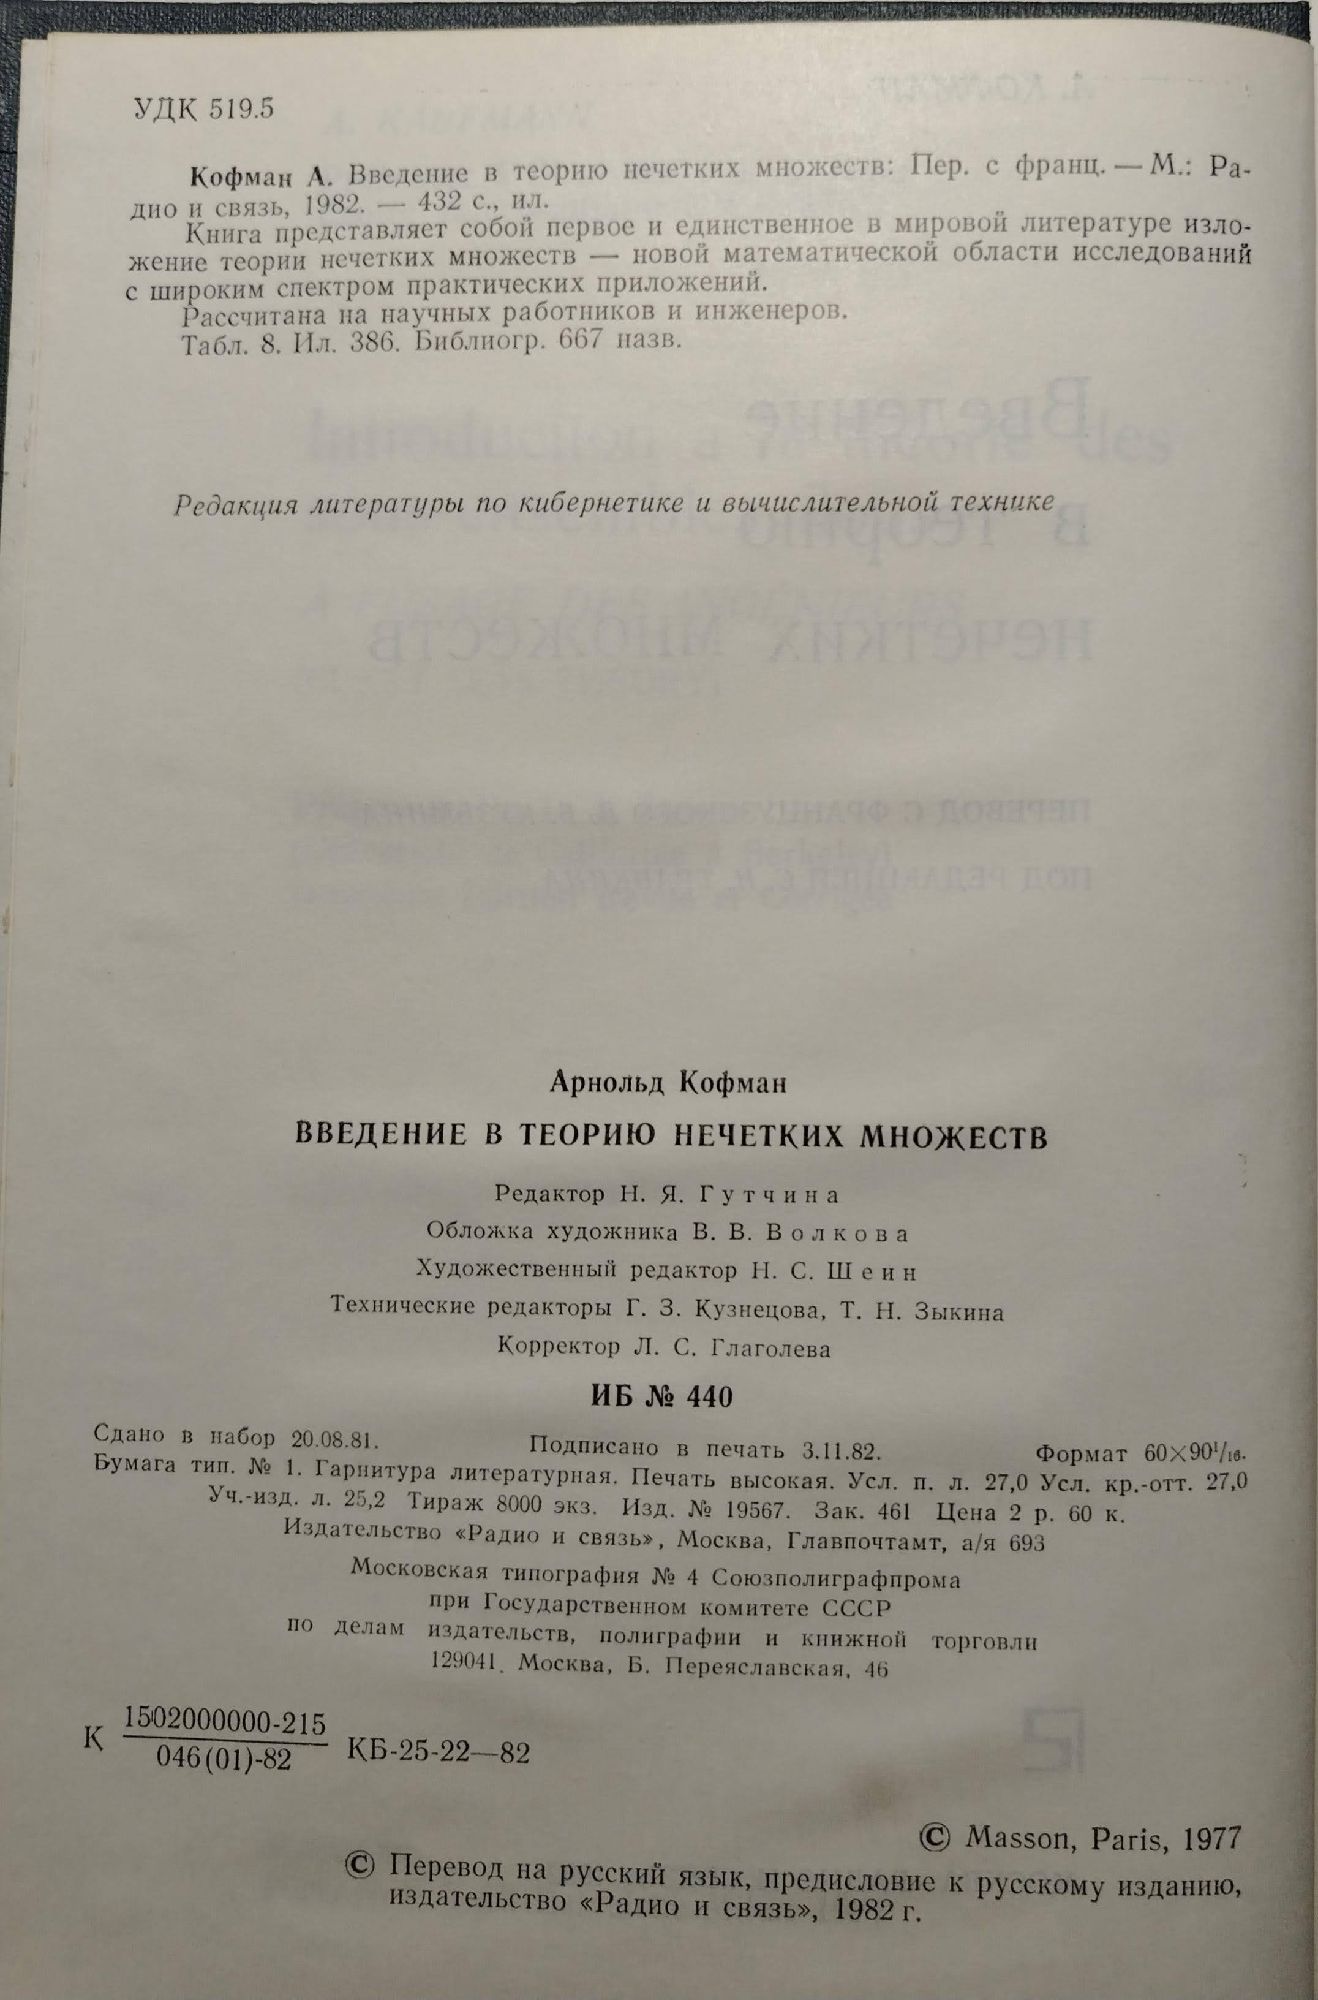 УДК 519.5
Кофман А. Введение в теорию нечетких множеств: Пер. с франц. — М.: Ра-
дио и связь, 1982. — 432 с., ил.
Книга представляет собой первое и единственное в мировой литературе изло-
жение теории нечетких множеств — новой математической области исследований
с широким спектром практических приложений.
Рассчитана на научных работников и инженеров.
Табл. 8. Ил. 386. Библиогр. 667 назв.
Редакция литературы по кибернетике и вычислительной технике
Арнольд Кофман
ВВЕДЕНИЕ В ТЕОРИЮ НЕЧЕТКИХ МНОЖЕСТВ
Редактор Н. Я. Гутчина
Обложка художника В. В. Волкова
Художественный редактор Н. С. Шеин
Технические редакторы Г. З. Кузнецова, Т. Н. Зыкина
Корректор Л. С. Глаголева
ИБ № 440
Сдано в набор 20.08.81. Подписано в печать 3.11.82. Формат 60×90¹/₁₆.
Бумага тип. № 1. Гарнитура литературная. Печать высокая. Усл. п. л. 27,0 Усл. кр.-отт. 27,0
Уч.-изд. л. 25,2 Тираж 8000 экз. Изд. № 19567. Зак. 461 Цена 2 р. 60 к.
Издательство «Радио и связь», Москва, Главпочтамт, а/я 693
Московская типография № 4 Союзполиграфпрома
при Государственном комитете СССР
по делам издательств, полиграфии и книжной торговли
129041. Москва, Б. Переяславская, 46
1502000000-215
К КБ-25-22—82
046(01)-82
© Masson, Paris, 1977
© Перевод на русский язык, предисловие к русскому изданию,
издательство «Радио и связь», 1982 г.